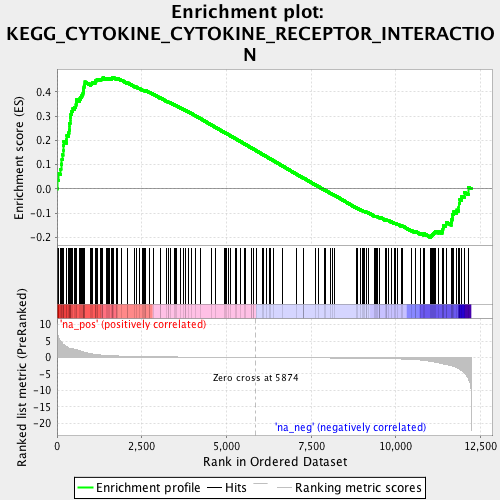 Enrichment plot:
KEGG_CYTOKINE_CYTOKINE_RECEPTOR_INTERACTIO
N
Enrichment score (ES)
0.4
0.3
0.2
0.1
0.0
-0.1
-0.2
Ranked list metric (PreRanked)
10
5
0
-5
-10
-15
-20
'na_pos' (positively correlated)
Zero cross at 5874
'na_neg' (negatively correlated)
0
2,500
5,000
7,500
10,000
12,500
Rank in Ordered Dataset
Enrichment profile
Hits
Ranking metric scores